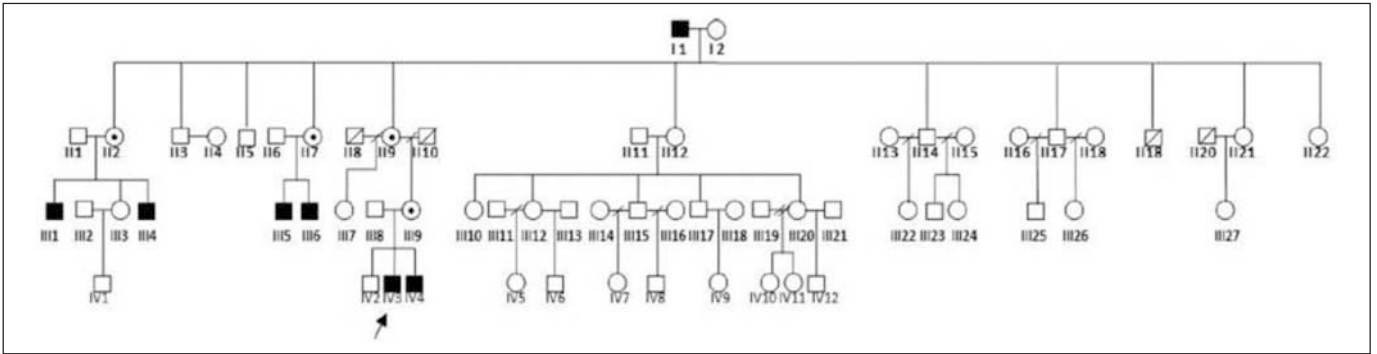 I 1 I 2
II1 II2 II3 II4 II5 II6 II7 II8 II9 II10 II11 II12 II13 II14 II15 II16 II17 II18 II18 II20 II21 II22
III1 III2 III3 III4 III5 III6 III7 III8 III9 III10 III11 III12 III13 III14 III15 III16 III17 III18 III19 III20 III21 III22 III23 III24 III25 III26 III27
IV1 IV2 IV3 IV4 IV5 IV6 IV7 IV8 IV9 IV10 IV11 IV12